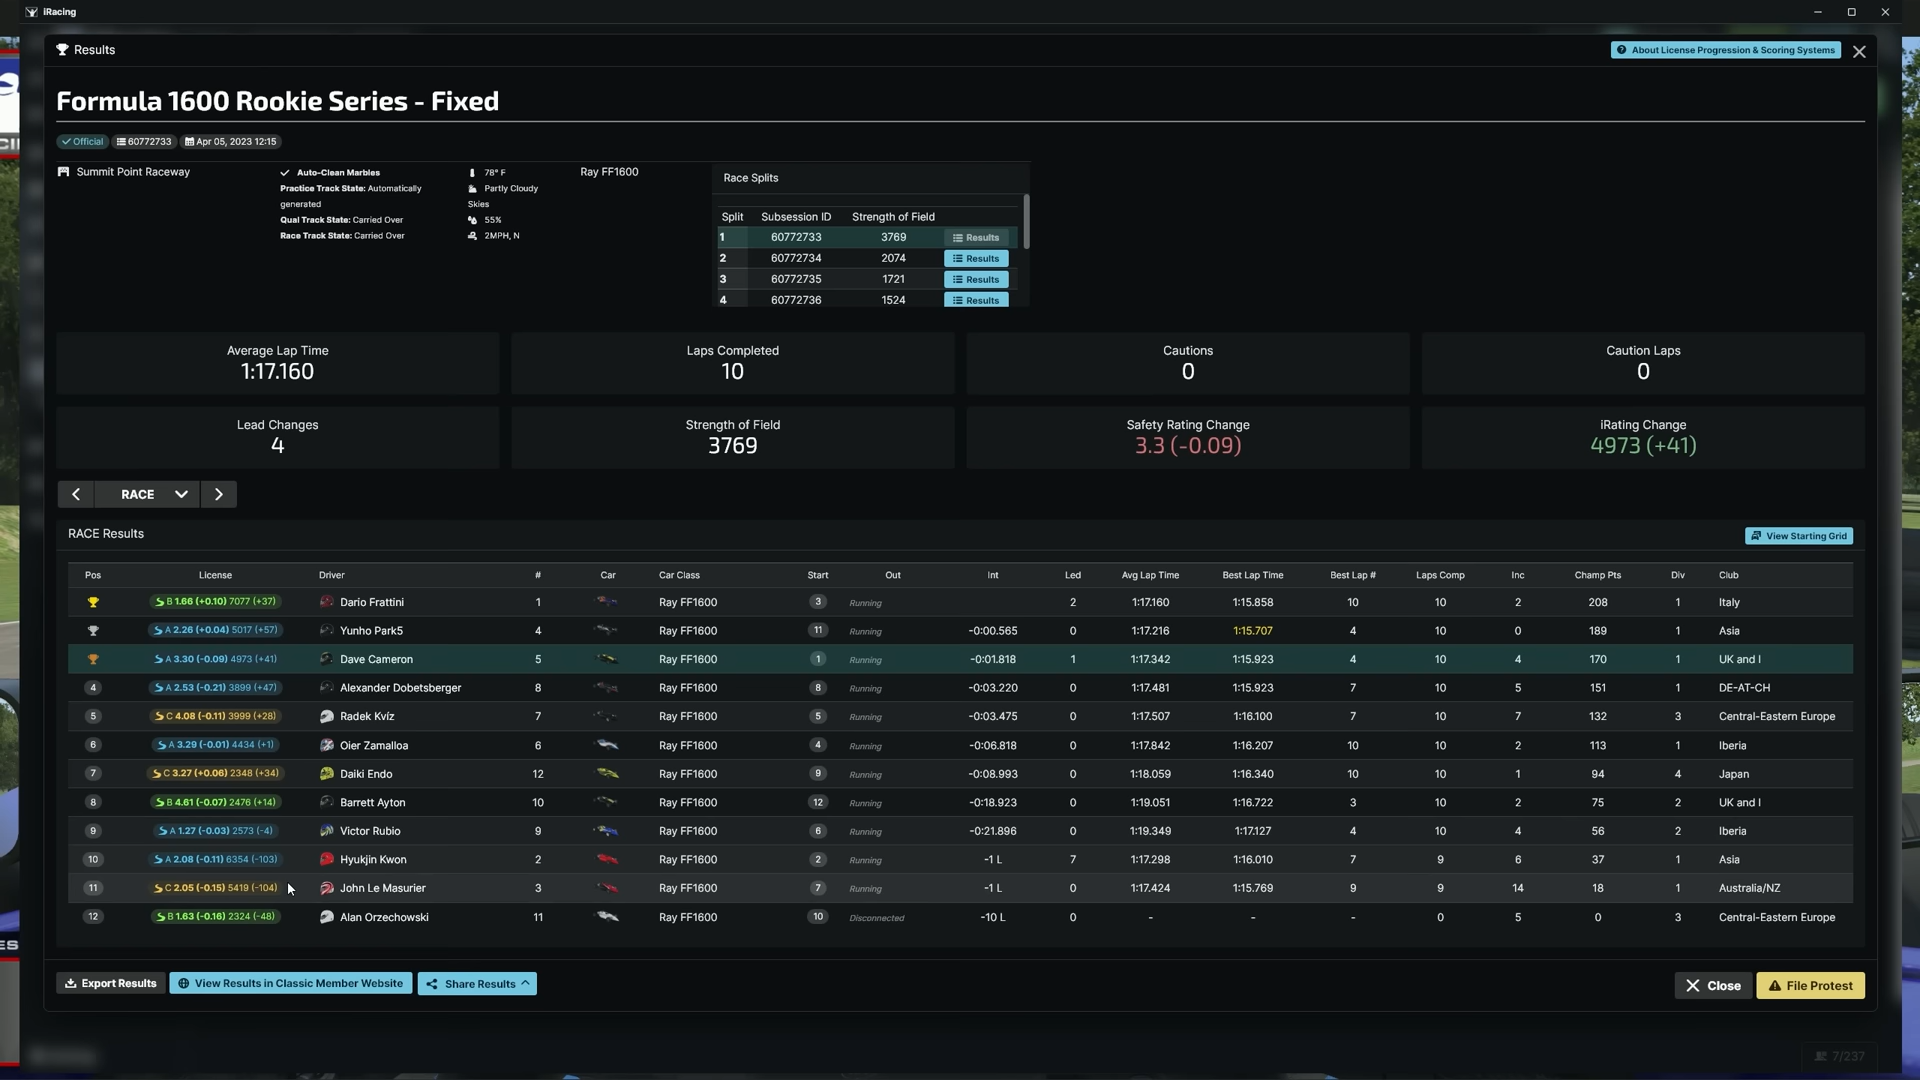 iRacing
Results
About License Progression & Scoring Systems
Formula 1600 Rookie Series - Fixed
Official 60772733 Apr 05, 2023 12:15
Summit Point Raceway
Auto-Clean Marbles
Practice Track State: Automatically
generated
Qual Track State: Carried Over
Race Track State: Carried Over
78° F
Partly Cloudy
Skies
55%
2MPH, N
Ray FF1600
Race Splits
Split Subsession ID Strength of Field
1 60772733 3769 Results
2 60772734 2074 Results
3 60772735 1721 Results
4 60772736 1524 Results
Average Lap Time
1:17.160
Laps Completed
10
Cautions
0
Caution Laps
0
Lead Changes
4
Strength of Field
3769
Safety Rating Change
3.3 (-0.09)
iRating Change
4973 (+41)
RACE
RACE Results
View Starting Grid
Pos License Driver # Car Car Class Start Out Int Led Avg Lap Time Best Lap Time Best Lap # Laps Comp Inc Champ Pts Div Club
B 1.66 (+0.10) 7077 (+37) Dario Frattini 1 Ray FF1600 3 Running 2 1:17.160 1:15.858 10 10 2 208 1 Italy
A 2.26 (+0.04) 5017 (+57) Yunho Park5 4 Ray FF1600 11 Running -0:00.565 0 1:17.216 1:15.707 4 10 0 189 1 Asia
A 3.30 (-0.09) 4973 (+41) Dave Cameron 5 Ray FF1600 1 Running -0:01.818 1 1:17.342 1:15.923 4 10 4 170 1 UK and I
4 A 2.53 (-0.21) 3899 (+47) Alexander Dobetsberger 8 Ray FF1600 8 Running -0:03.220 0 1:17.481 1:15.923 7 10 5 151 1 DE-AT-CH
5 C 4.08 (-0.11) 3999 (+28) Radek Kvíz 7 Ray FF1600 5 Running -0:03.475 0 1:17.507 1:16.100 7 10 7 132 3 Central-Eastern Europe
6 A 3.29 (-0.01) 4434 (+1) Oier Zamalloa 6 Ray FF1600 4 Running -0:06.818 0 1:17.842 1:16.207 10 10 2 113 1 Iberia
7 C 3.27 (+0.06) 2348 (+34) Daiki Endo 12 Ray FF1600 9 Running -0:08.993 0 1:18.059 1:16.340 10 10 1 94 4 Japan
8 B 4.61 (-0.07) 2476 (+14) Barrett Ayton 10 Ray FF1600 12 Running -0:18.923 0 1:19.051 1:16.722 3 10 2 75 2 UK and I
9 A 1.27 (-0.03) 2573 (-4) Victor Rubio 9 Ray FF1600 6 Running -0:21.896 0 1:19.349 1:17.127 4 10 4 56 2 Iberia
10 A 2.08 (-0.11) 6354 (-103) Hyukjin Kwon 2 Ray FF1600 2 Running -1 L 7 1:17.298 1:16.010 7 9 6 37 1 Asia
11 C 2.05 (-0.15) 5419 (-104) John Le Masurier 3 Ray FF1600 7 Running -1 L 0 1:17.424 1:15.769 9 9 14 18 1 Australia/NZ
12 B 1.63 (-0.16) 2324 (-48) Alan Orzechowski 11 Ray FF1600 10 Disconnected -10 L 0 - - - 0 5 0 3 Central-Eastern Europe
Export Results View Results in Classic Member Website Share Results
Close File Protest
7/237